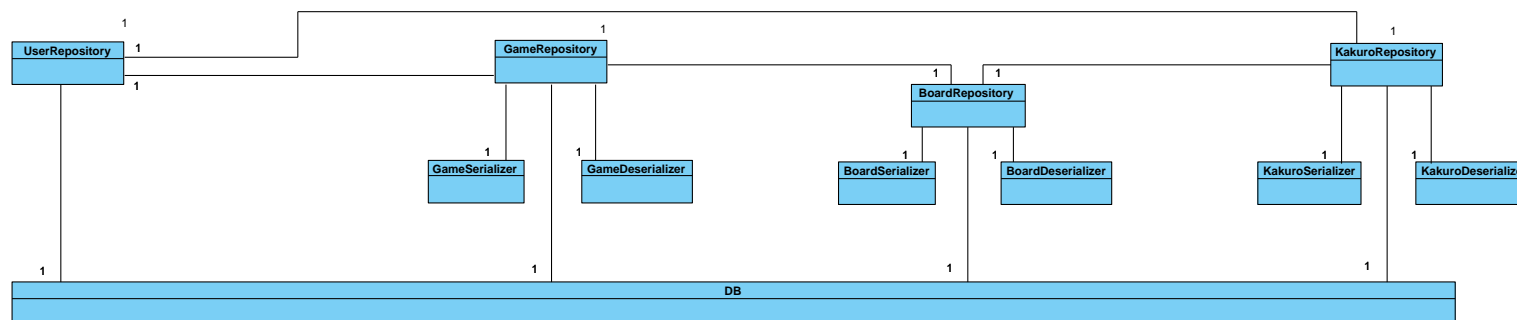 1
1
1
UserRepository
1
GameRepository
KakuroRepository
1
1
1
BoardRepository
1
1
1
1
1
1
GameSerializer
GameDeserializer
BoardSerializer
BoardDeserializer
KakuroSerializer
KakuroDeserialize
1
1
1
1
DB